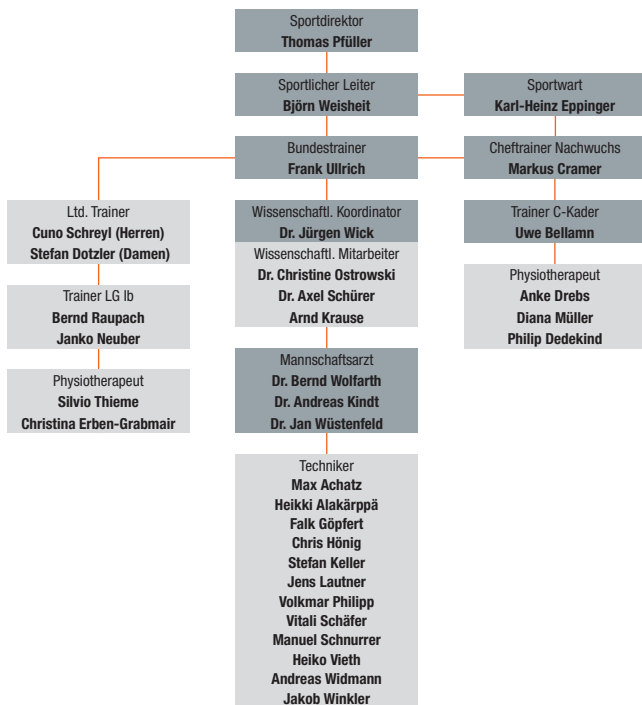 Sportdirektor
Thomas Pfüller
Sportlicher Leiter
Björn Weisheit
Sportwart
Karl-Heinz Eppinger
Bundestrainer
Frank Ullrich
Cheftrainer Nachwuchs
Markus Cramer
Ltd. Trainer
Cuno Schreyl (Herren)
Stefan Dotzler (Damen)
Wissenschaftl. Koordinator
Dr. Jürgen Wick
Trainer C-Kader
Uwe Bellamn
Wissenschaftl. Mitarbeiter
Dr. Christine Ostrowski
Dr. Axel Schürer
Arnd Krause
Physiotherapeut
Anke Drebs
Diana Müller
Philip Dedekind
Trainer LG Ib
Bernd Raupach
Janko Neuber
Mannschaftsarzt
Dr. Bernd Wolfarth
Dr. Andreas Kindt
Dr. Jan Wüstenfeld
Physiotherapeut
Silvio Thieme
Christina Erben-Grabmair
Techniker
Max Achatz
Heikki Alakärppä
Falk Göpfert
Chris Hönig
Stefan Keller
Jens Lautner
Volkmar Philipp
Vitali Schäfer
Manuel Schnurrer
Heiko Vieth
Andreas Widmann
Jakob Winkler